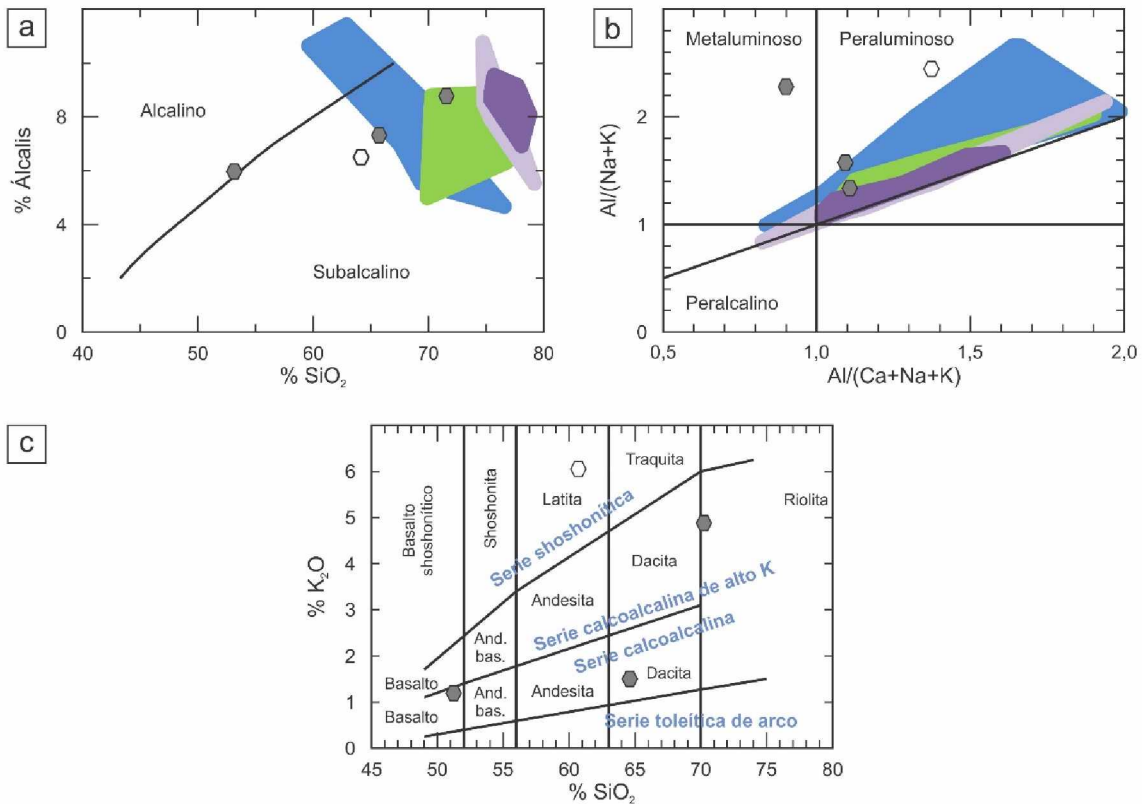 a
Alcalino
Subalcalino
% Álcalis
8
4
0
40
50
60
70
80
% SiO₂
b
Metaluminoso
Peraluminoso
Peralcalino
Al/(Na+K)
2
1
0
0,5
1,0
1,5
2,0
Al/(Ca+Na+K)
c
Basalto
shoshonítico
Shoshonita
Latita
Traquita
Riolita
Serie shoshonítica
Dacita
Andesita
Serie calcoalcalina de alto K
Serie calcoalcalina
And.
bas.
Basalto
Basalto
And.
bas.
Andesita
Dacita
Serie toleítica de arco
% K₂O
6
5
4
3
2
1
0
45
50
55
60
65
70
75
80
% SiO₂